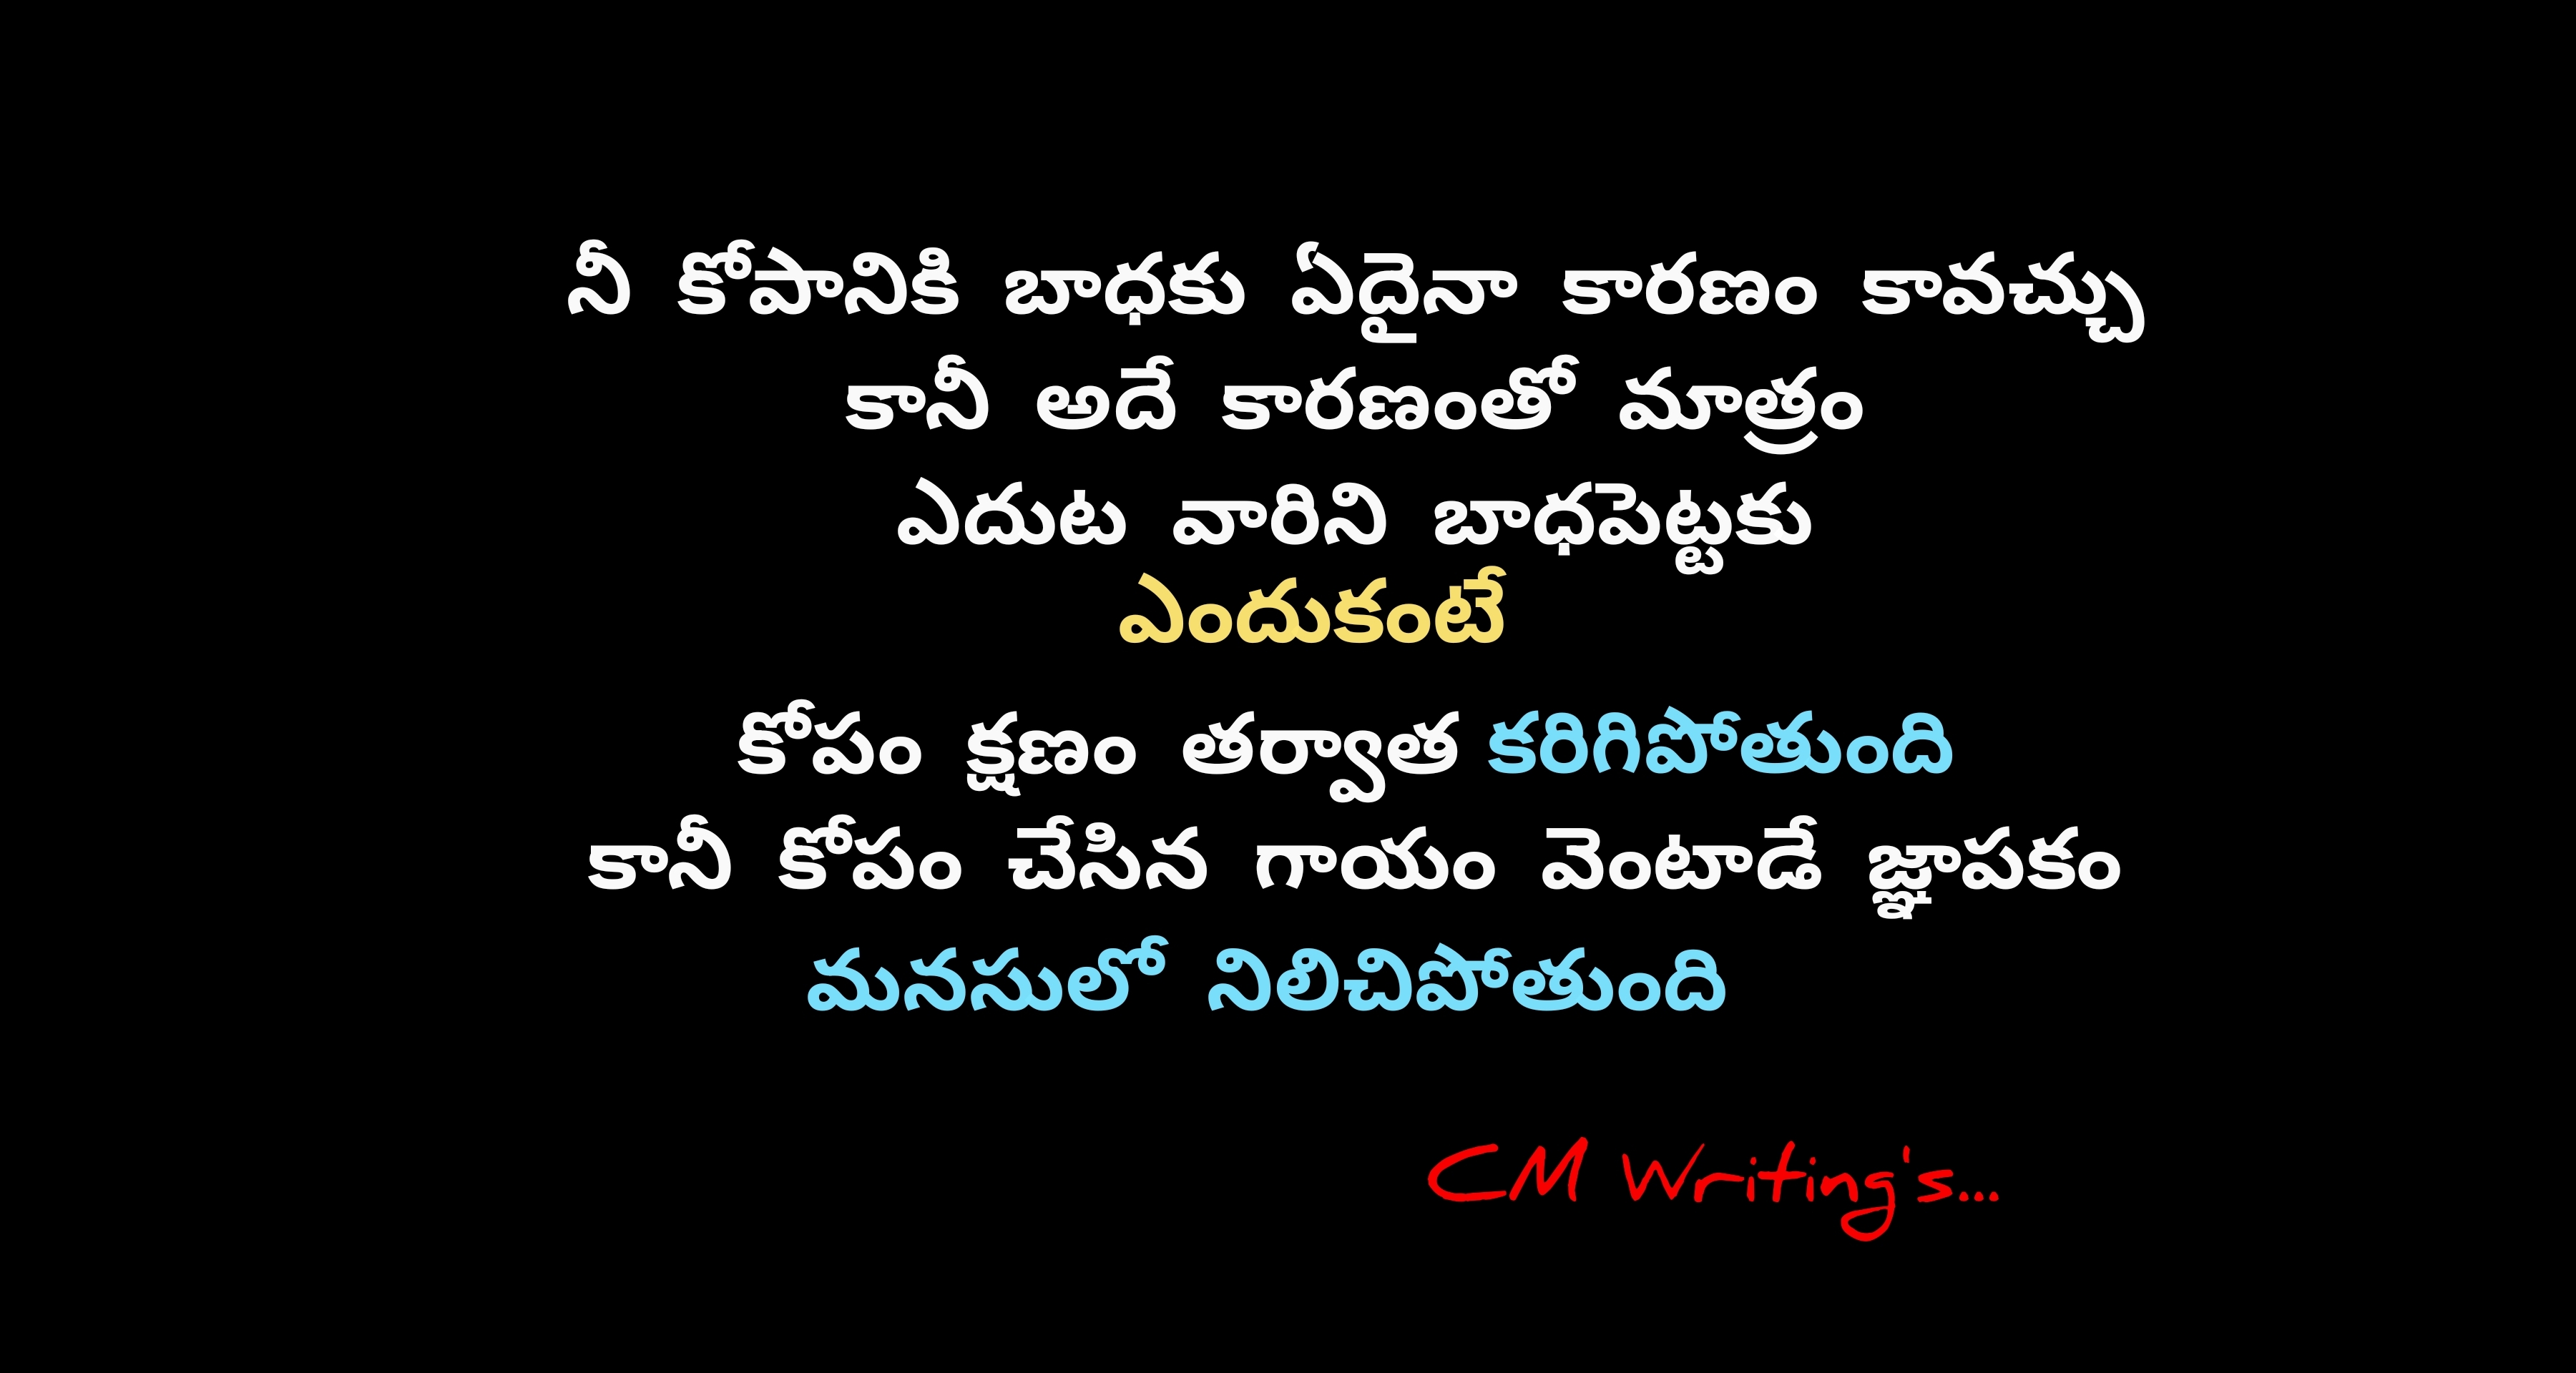 నీ కోపానికి బాధకు ఏదైనా కారణం కావచ్చు
కానీ అదే కారణంతో మాత్రం
ఎదుట వారిని బాధపెట్టకు
ఎందుకంటే
కోపం క్షణం తర్వాత కరిగిపోతుంది
కానీ కోపం చేసిన గాయం వెంటాడే జ్ఞాపకం
మనసులో నిలిచిపోతుంది
CM Writing's...